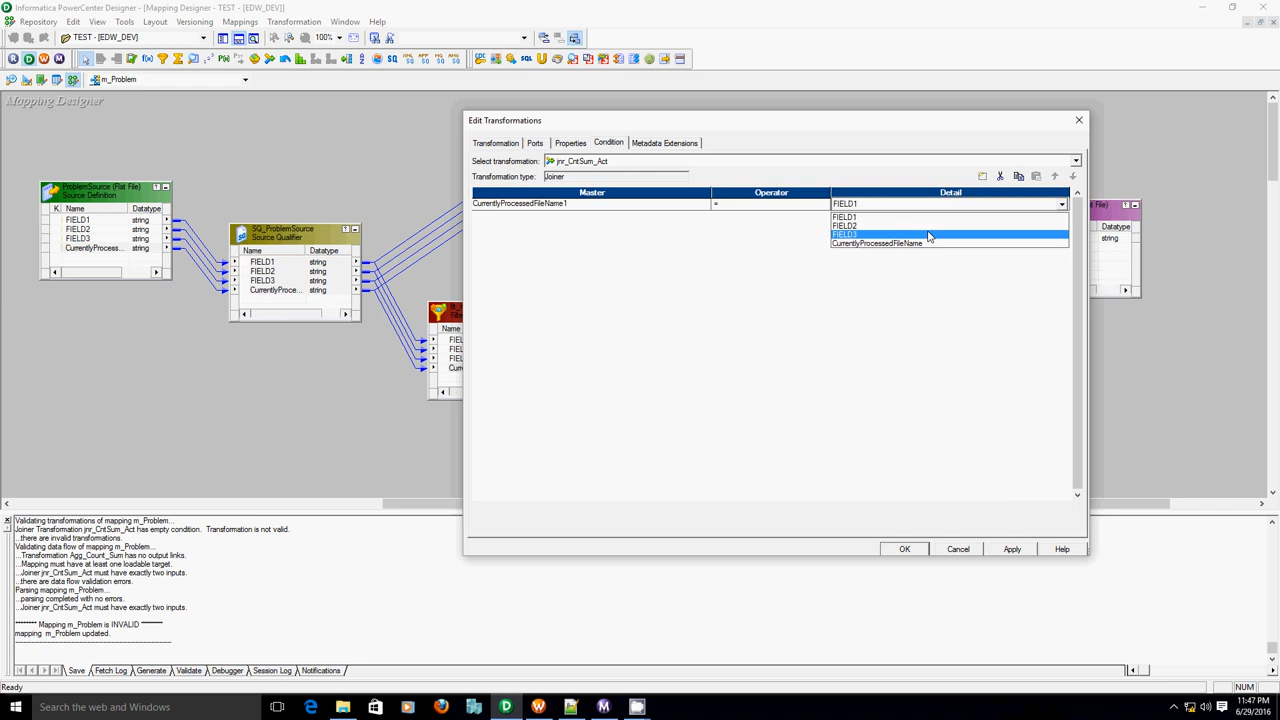 Informatica PowerCenter Designer - [Mapping Designer - TEST - [EDW_DEV]]
Repository Edit View Tools Layout Versioning Mappings Transformation Window Help
TEST - [EDW_DEV] 100%
m_Problem
Mapping Designer
Edit Transformations
Transformation Ports Properties Condition Metadata Extensions
Select transformation: jnr_CntSum_Act
Transformation type: Joiner
Master Operator Detail
CurrentlyProcessedFileName1 = FIELD1
FIELD1
FIELD2
FIELD3
CurrentlyProcessedFileName
OK Cancel Apply Help
ProblemSource (Flat File)
Source Definition
K Name Datatype
FIELD1 string
FIELD2 string
FIELD3 string
CurrentlyProcess... string
SQ_ProblemSource
Source Qualifier
Name Datatype
FIELD1 string
FIELD2 string
FIELD3 string
CurrentlyProce... string
Name
FIEL
FIEL
FIEL
Curre
File)
Datatype
string
Validating transformations of mapping m_Problem...
Joiner Transformation jnr_CntSum_Act has empty condition. Transformation is not valid.
...there are invalid transformations.
Validating data flow of mapping m_Problem...
...Transformation Agg_Count_Sum has no output links.
...Mapping must have at least one loadable target.
...Joiner jnr_CntSum_Act must have exactly two inputs.
...there are data flow validation errors.
Parsing mapping m_Problem...
...parsing completed with no errors.
...Joiner jnr_CntSum_Act must have exactly two inputs.
******** Mapping m_Problem is INVALID ********
mapping m_Problem updated.
Save Fetch Log Generate Validate Debugger Session Log Notifications
Ready NUM
Search the web and Windows
11:47 PM
6/29/2016